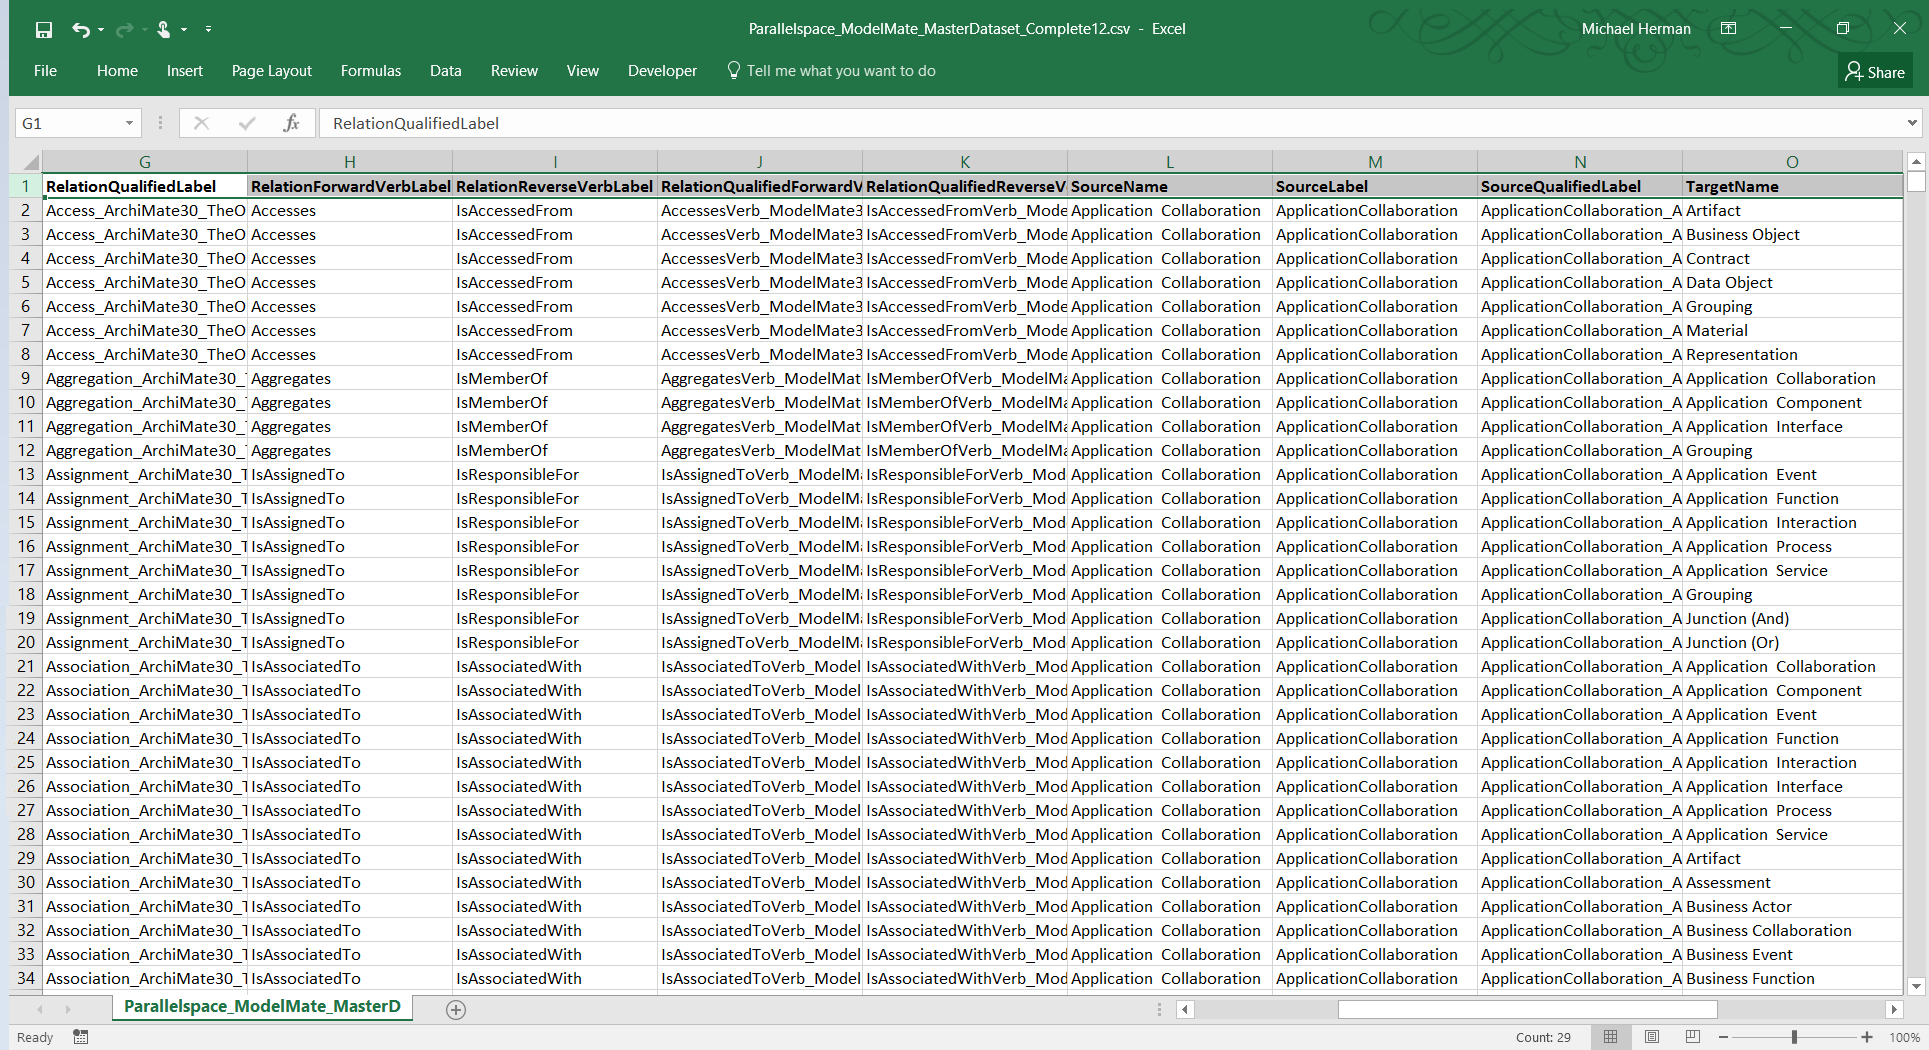 Parallelspace_ModelMate_MasterDataset_Complete12.csv - Excel
Michael Herman
File Home Insert Page Layout Formulas Data Review View Developer Tell me what you want to do Share
G1 fx RelationQualifiedLabel
G H I J K L M N O
1 RelationQualifiedLabel RelationForwardVerbLabel RelationReverseVerbLabel RelationQualifiedForwardV RelationQualifiedReverseV SourceName SourceLabel SourceQualifiedLabel TargetName
2 Access_ArchiMate30_TheO Accesses IsAccessedFrom AccessesVerb_ModelMate3 IsAccessedFromVerb_Mode Application Collaboration ApplicationCollaboration ApplicationCollaboration_A Artifact
3 Access_ArchiMate30_TheO Accesses IsAccessedFrom AccessesVerb_ModelMate3 IsAccessedFromVerb_Mode Application Collaboration ApplicationCollaboration ApplicationCollaboration_A Business Object
4 Access_ArchiMate30_TheO Accesses IsAccessedFrom AccessesVerb_ModelMate3 IsAccessedFromVerb_Mode Application Collaboration ApplicationCollaboration ApplicationCollaboration_A Contract
5 Access_ArchiMate30_TheO Accesses IsAccessedFrom AccessesVerb_ModelMate3 IsAccessedFromVerb_Mode Application Collaboration ApplicationCollaboration ApplicationCollaboration_A Data Object
6 Access_ArchiMate30_TheO Accesses IsAccessedFrom AccessesVerb_ModelMate3 IsAccessedFromVerb_Mode Application Collaboration ApplicationCollaboration ApplicationCollaboration_A Grouping
7 Access_ArchiMate30_TheO Accesses IsAccessedFrom AccessesVerb_ModelMate3 IsAccessedFromVerb_Mode Application Collaboration ApplicationCollaboration ApplicationCollaboration_A Material
8 Access_ArchiMate30_TheO Accesses IsAccessedFrom AccessesVerb_ModelMate3 IsAccessedFromVerb_Mode Application Collaboration ApplicationCollaboration ApplicationCollaboration_A Representation
9 Aggregation_ArchiMate30_T Aggregates IsMemberOf AggregatesVerb_ModelMat IsMemberOfVerb_ModelMa Application Collaboration ApplicationCollaboration ApplicationCollaboration_A Application Collaboration
10 Aggregation_ArchiMate30_T Aggregates IsMemberOf AggregatesVerb_ModelMat IsMemberOfVerb_ModelMa Application Collaboration ApplicationCollaboration ApplicationCollaboration_A Application Component
11 Aggregation_ArchiMate30_T Aggregates IsMemberOf AggregatesVerb_ModelMat IsMemberOfVerb_ModelMa Application Collaboration ApplicationCollaboration ApplicationCollaboration_A Application Interface
12 Aggregation_ArchiMate30_T Aggregates IsMemberOf AggregatesVerb_ModelMat IsMemberOfVerb_ModelMa Application Collaboration ApplicationCollaboration ApplicationCollaboration_A Grouping
13 Assignment_ArchiMate30_T IsAssignedTo IsResponsibleFor IsAssignedToVerb_ModelMa IsResponsibleForVerb_Mod Application Collaboration ApplicationCollaboration ApplicationCollaboration_A Application Event
14 Assignment_ArchiMate30_T IsAssignedTo IsResponsibleFor IsAssignedToVerb_ModelMa IsResponsibleForVerb_Mod Application Collaboration ApplicationCollaboration ApplicationCollaboration_A Application Function
15 Assignment_ArchiMate30_T IsAssignedTo IsResponsibleFor IsAssignedToVerb_ModelMa IsResponsibleForVerb_Mod Application Collaboration ApplicationCollaboration ApplicationCollaboration_A Application Interaction
16 Assignment_ArchiMate30_T IsAssignedTo IsResponsibleFor IsAssignedToVerb_ModelMa IsResponsibleForVerb_Mod Application Collaboration ApplicationCollaboration ApplicationCollaboration_A Application Process
17 Assignment_ArchiMate30_T IsAssignedTo IsResponsibleFor IsAssignedToVerb_ModelMa IsResponsibleForVerb_Mod Application Collaboration ApplicationCollaboration ApplicationCollaboration_A Application Service
18 Assignment_ArchiMate30_T IsAssignedTo IsResponsibleFor IsAssignedToVerb_ModelMa IsResponsibleForVerb_Mod Application Collaboration ApplicationCollaboration ApplicationCollaboration_A Grouping
19 Assignment_ArchiMate30_T IsAssignedTo IsResponsibleFor IsAssignedToVerb_ModelMa IsResponsibleForVerb_Mod Application Collaboration ApplicationCollaboration ApplicationCollaboration_A Junction (And)
20 Assignment_ArchiMate30_T IsAssignedTo IsResponsibleFor IsAssignedToVerb_ModelMa IsResponsibleForVerb_Mod Application Collaboration ApplicationCollaboration ApplicationCollaboration_A Junction (Or)
21 Association_ArchiMate30_T IsAssociatedTo IsAssociatedWith IsAssociatedToVerb_Model IsAssociatedWithVerb_Mod Application Collaboration ApplicationCollaboration ApplicationCollaboration_A Application Collaboration
22 Association_ArchiMate30_T IsAssociatedTo IsAssociatedWith IsAssociatedToVerb_Model IsAssociatedWithVerb_Mod Application Collaboration ApplicationCollaboration ApplicationCollaboration_A Application Component
23 Association_ArchiMate30_T IsAssociatedTo IsAssociatedWith IsAssociatedToVerb_Model IsAssociatedWithVerb_Mod Application Collaboration ApplicationCollaboration ApplicationCollaboration_A Application Event
24 Association_ArchiMate30_T IsAssociatedTo IsAssociatedWith IsAssociatedToVerb_Model IsAssociatedWithVerb_Mod Application Collaboration ApplicationCollaboration ApplicationCollaboration_A Application Function
25 Association_ArchiMate30_T IsAssociatedTo IsAssociatedWith IsAssociatedToVerb_Model IsAssociatedWithVerb_Mod Application Collaboration ApplicationCollaboration ApplicationCollaboration_A Application Interaction
26 Association_ArchiMate30_T IsAssociatedTo IsAssociatedWith IsAssociatedToVerb_Model IsAssociatedWithVerb_Mod Application Collaboration ApplicationCollaboration ApplicationCollaboration_A Application Interface
27 Association_ArchiMate30_T IsAssociatedTo IsAssociatedWith IsAssociatedToVerb_Model IsAssociatedWithVerb_Mod Application Collaboration ApplicationCollaboration ApplicationCollaboration_A Application Process
28 Association_ArchiMate30_T IsAssociatedTo IsAssociatedWith IsAssociatedToVerb_Model IsAssociatedWithVerb_Mod Application Collaboration ApplicationCollaboration ApplicationCollaboration_A Application Service
29 Association_ArchiMate30_T IsAssociatedTo IsAssociatedWith IsAssociatedToVerb_Model IsAssociatedWithVerb_Mod Application Collaboration ApplicationCollaboration ApplicationCollaboration_A Artifact
30 Association_ArchiMate30_T IsAssociatedTo IsAssociatedWith IsAssociatedToVerb_Model IsAssociatedWithVerb_Mod Application Collaboration ApplicationCollaboration ApplicationCollaboration_A Assessment
31 Association_ArchiMate30_T IsAssociatedTo IsAssociatedWith IsAssociatedToVerb_Model IsAssociatedWithVerb_Mod Application Collaboration ApplicationCollaboration ApplicationCollaboration_A Business Actor
32 Association_ArchiMate30_T IsAssociatedTo IsAssociatedWith IsAssociatedToVerb_Model IsAssociatedWithVerb_Mod Application Collaboration ApplicationCollaboration ApplicationCollaboration_A Business Collaboration
33 Association_ArchiMate30_T IsAssociatedTo IsAssociatedWith IsAssociatedToVerb_Model IsAssociatedWithVerb_Mod Application Collaboration ApplicationCollaboration ApplicationCollaboration_A Business Event
34 Association_ArchiMate30_T IsAssociatedTo IsAssociatedWith IsAssociatedToVerb_Model IsAssociatedWithVerb_Mod Application Collaboration ApplicationCollaboration ApplicationCollaboration_A Business Function
Parallelspace_ModelMate_MasterD
Ready Count: 29 100%